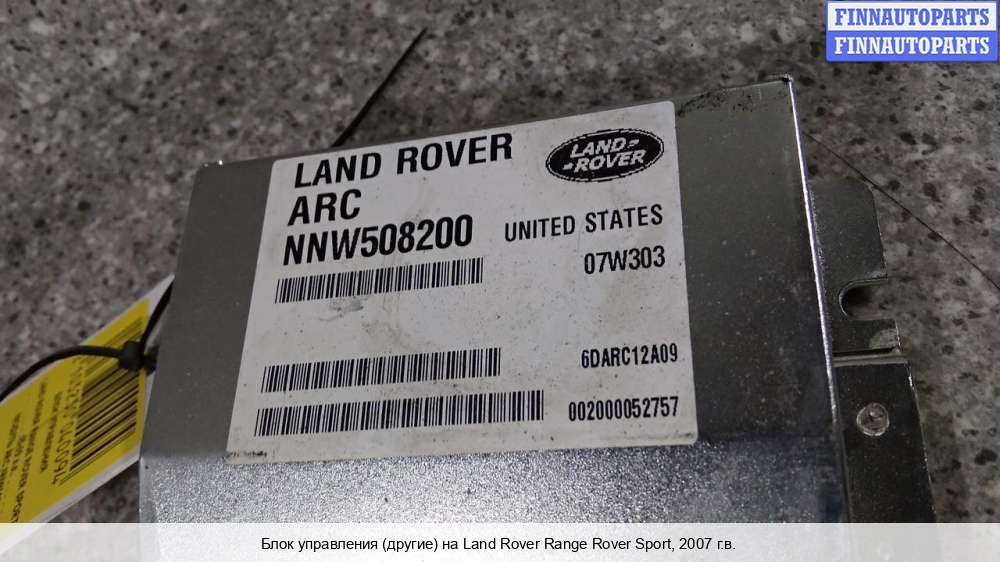 FINNAUTOPARTS
FINNAUTOPARTS
LAND ROVER
LAND ROVER
ARC
NNW508200
UNITED STATES
07W303
6DARC12A09
002000052757
Блок управления (другие) на Land Rover Range Rover Sport, 2007 г.в.